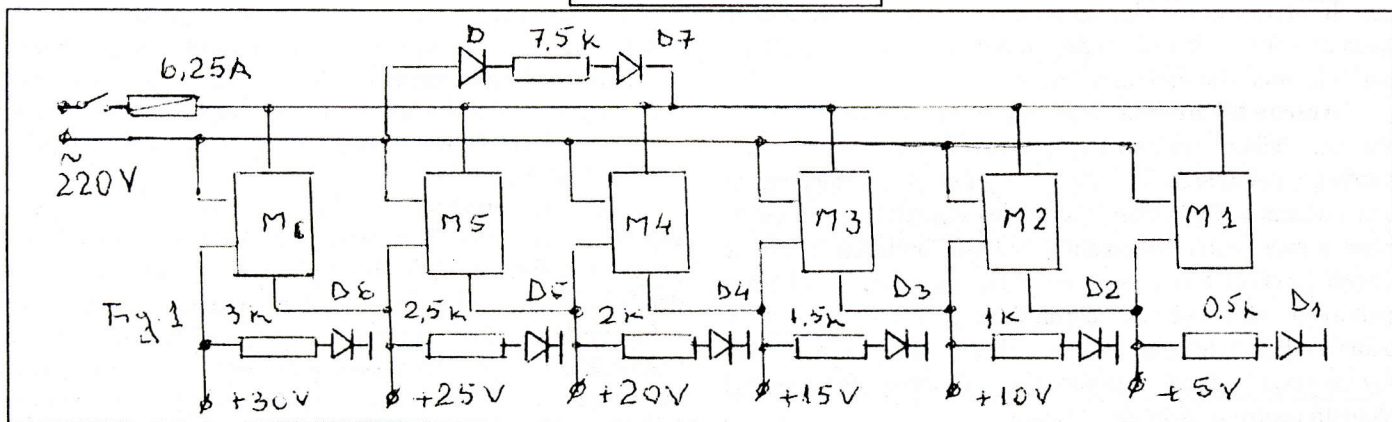 D 7,5k D7
6,25A
~
220V
M6 M5 M4 M3 M2 M1
Fig. 1
3k D6 2,5k D5 2k D4 1,5k D3 1k D2 0,5k D1
+30V +25V +20V +15V +10V +5V